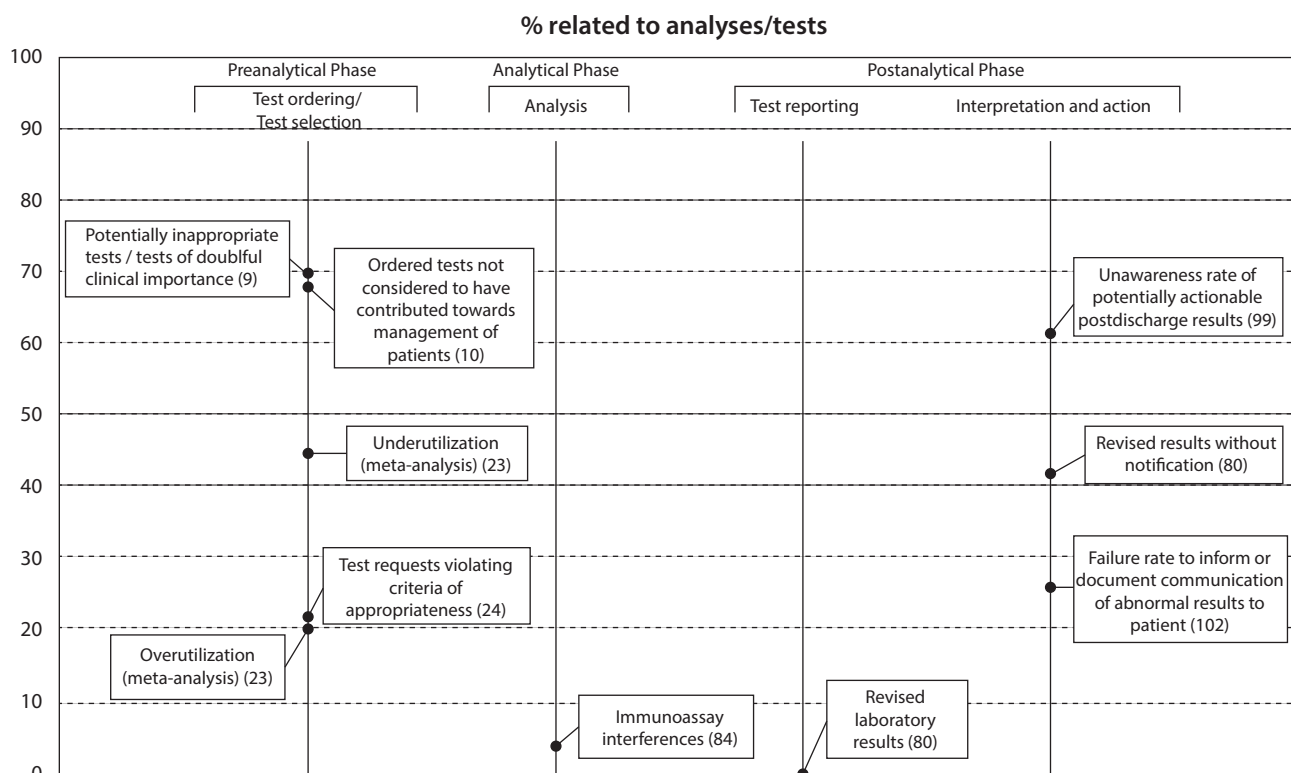 % related to analyses/tests
100
90
80
70
60
50
40
30
20
10
0
Preanalytical Phase
Test ordering/
Test selection
Analytical Phase
Analysis
Postanalytical Phase
Test reporting
Interpretation and action
Potentially inappropriate
tests / tests of doublful
clinical importance (9)
Ordered tests not
considered to have
contributed towards
management of
patients (10)
Underutilization
(meta-analysis) (23)
Test requests violating
criteria of
appropriateness (24)
Overutilization
(meta-analysis) (23)
Immunoassay
interferences (84)
Revised
laboratory
results (80)
Unawareness rate of
potentially actionable
postdischarge results (99)
Revised results without
notification (80)
Failure rate to inform or
document communication
of abnormal results to
patient (102)